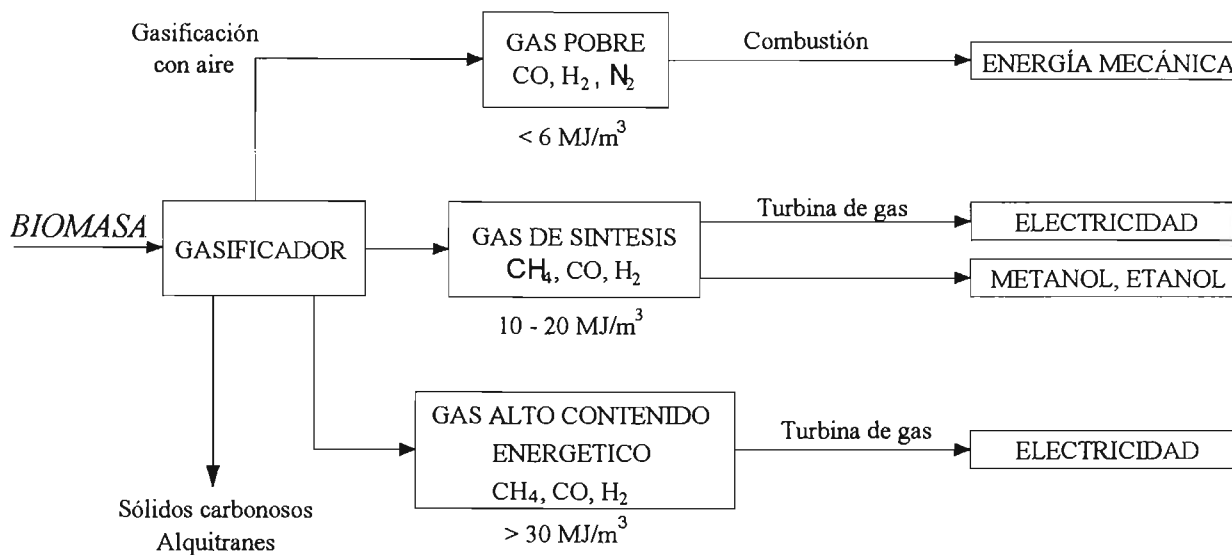 Gasificación
con aire
GAS POBRE
CO, H₂, N₂
< 6 MJ/m³
Combustión
ENERGÍA MECÁNICA
BIOMASA
GASIFICADOR
GAS DE SINTESIS
CH₄, CO, H₂
10 - 20 MJ/m³
Turbina de gas
ELECTRICIDAD
METANOL, ETANOL
GAS ALTO CONTENIDO
ENERGETICO
CH₄, CO, H₂
> 30 MJ/m³
Turbina de gas
ELECTRICIDAD
Sólidos carbonosos
Alquitranes